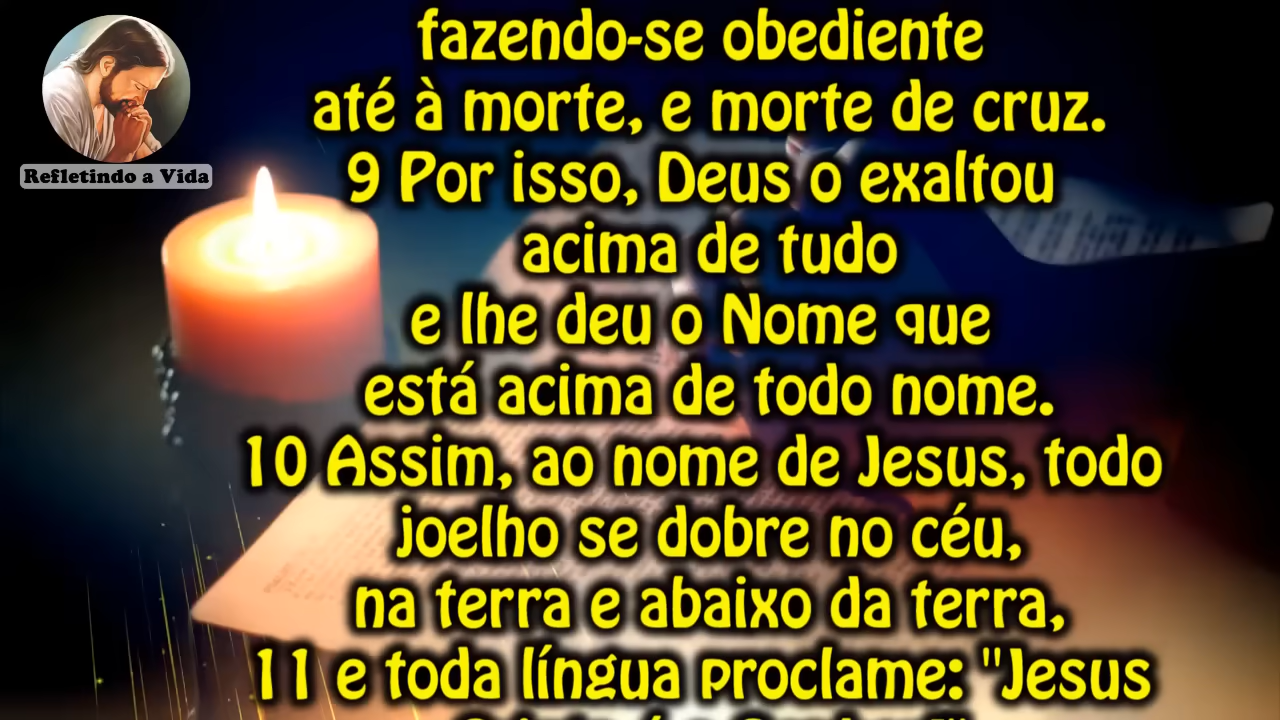 Refletindo a Vida
fazendo-se obediente
até à morte, e morte de cruz.
9 Por isso, Deus o exaltou
acima de tudo
e lhe deu o Nome que
está acima de todo nome.
10 Assim, ao nome de Jesus, todo
joelho se dobre no céu,
na terra e abaixo da terra,
11 e toda língua proclame: "Jesus